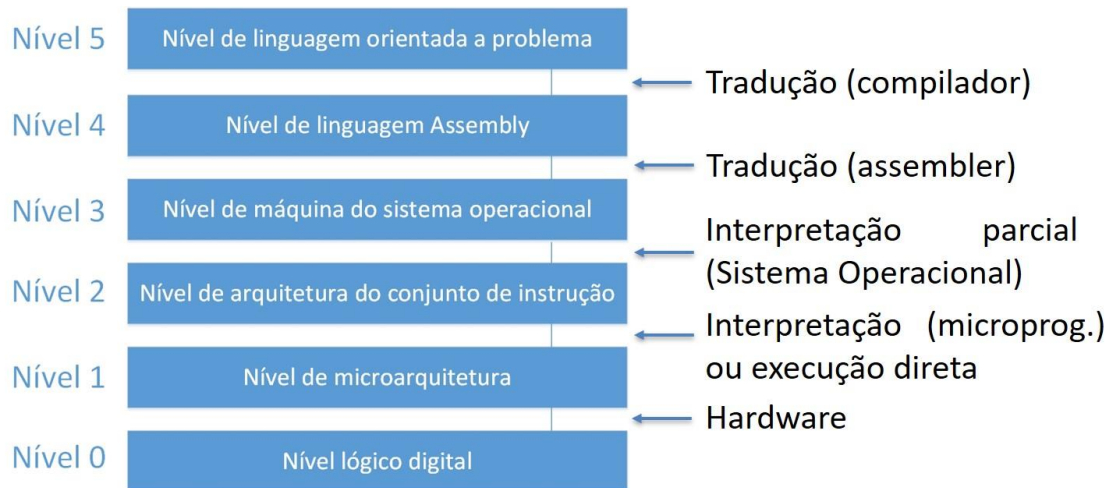 Nível 5
Nível de linguagem orientada a problema
Tradução (compilador)
Nível 4
Nível de linguagem Assembly
Tradução (assembler)
Nível 3
Nível de máquina do sistema operacional
Interpretação parcial
(Sistema Operacional)
Nível 2
Nível de arquitetura do conjunto de instrução
Interpretação (microprog.)
ou execução direta
Nível 1
Nível de microarquitetura
Hardware
Nível 0
Nível lógico digital